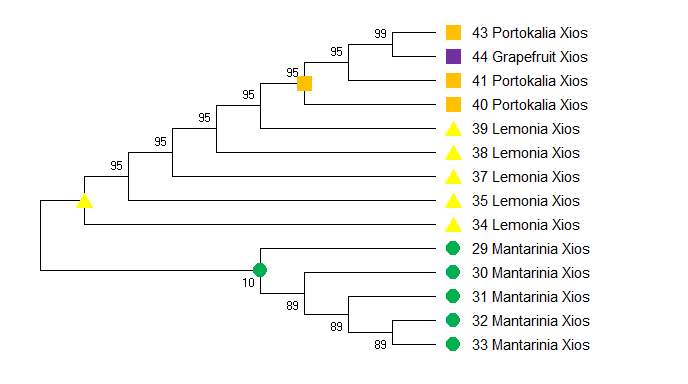 99
43 Portokalia Xios
95
44 Grapefruit Xios
95
41 Portokalia Xios
95
40 Portokalia Xios
95
39 Lemonia Xios
95
38 Lemonia Xios
95
37 Lemonia Xios
35 Lemonia Xios
34 Lemonia Xios
29 Mantarinia Xios
10
30 Mantarinia Xios
89
31 Mantarinia Xios
89
32 Mantarinia Xios
89
33 Mantarinia Xios